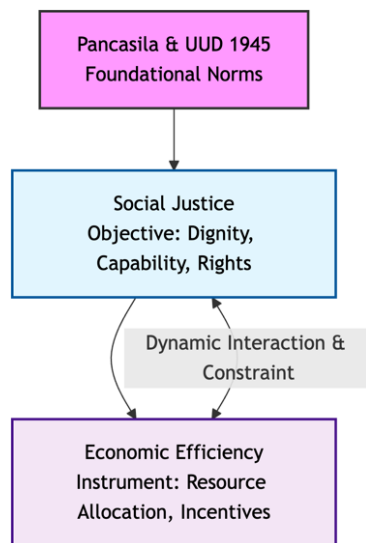 Pancasila & UUD 1945
Foundational Norms
Social Justice
Objective: Dignity,
Capability, Rights
Dynamic Interaction &
Constraint
Economic Efficiency
Instrument: Resource
Allocation, Incentives